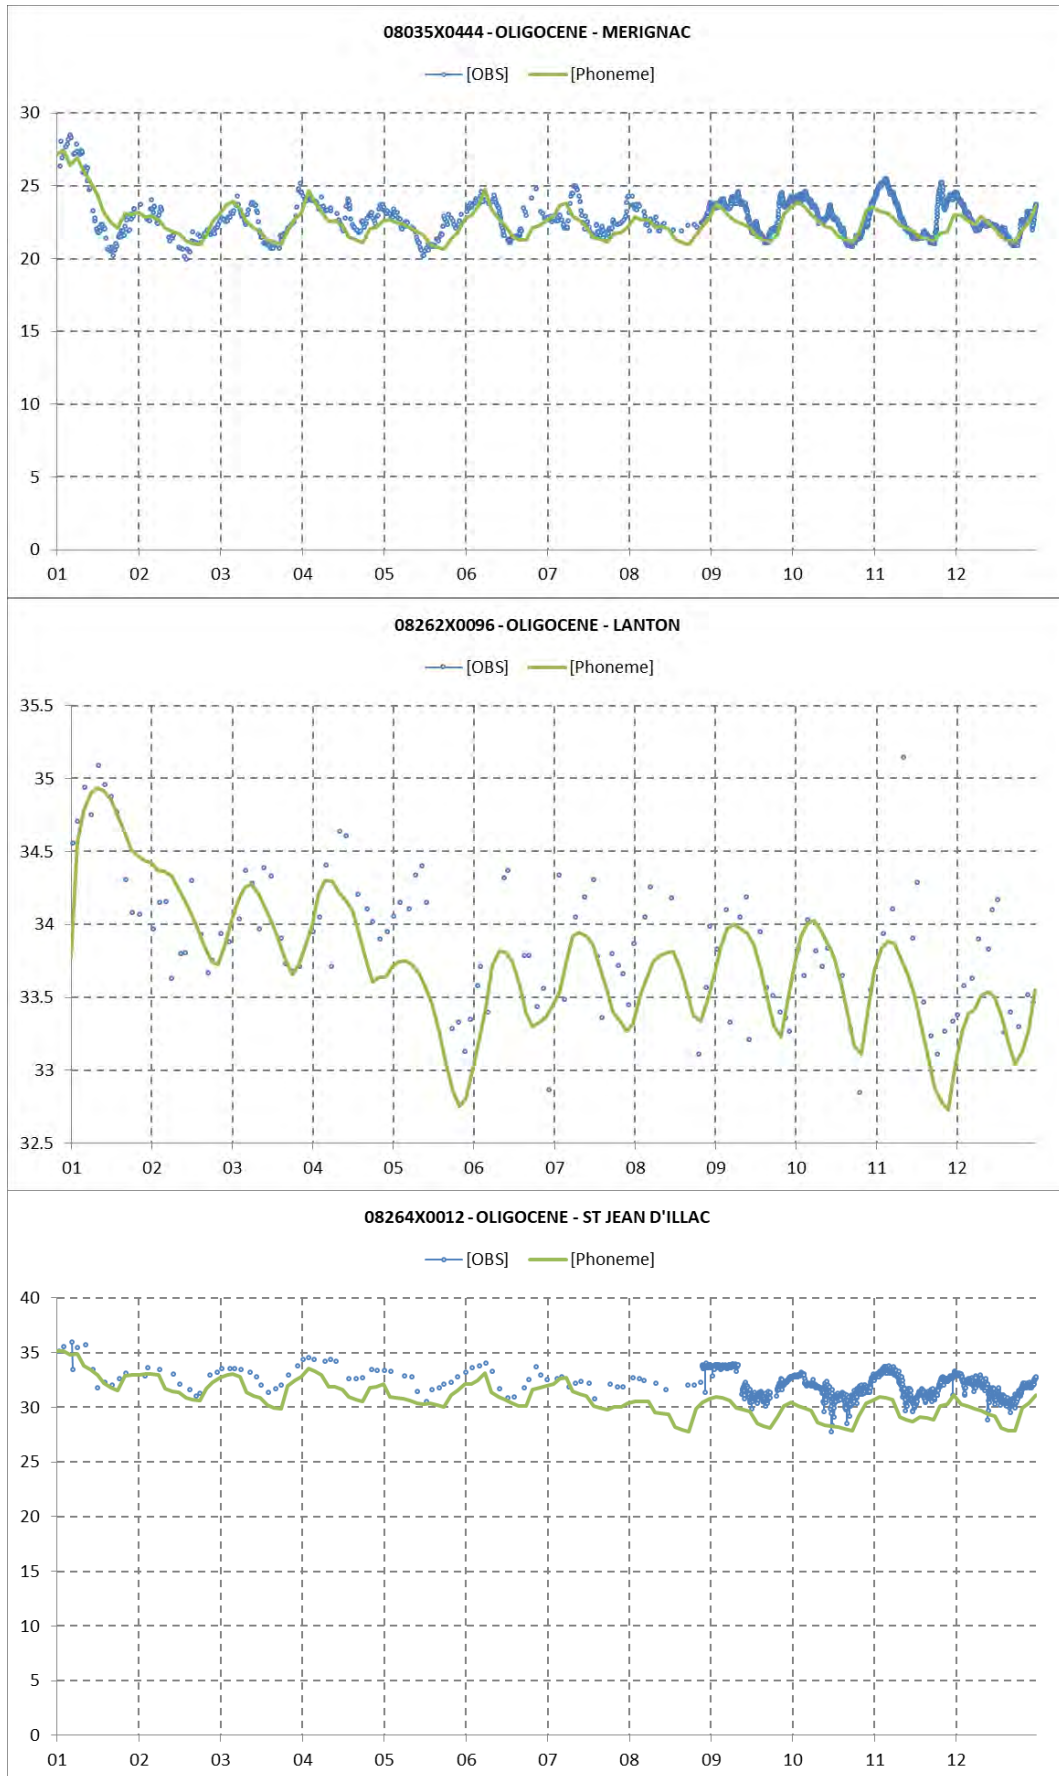 08035X0444 - OLIGOCENE - MERIGNAC
[OBS] [Phoneme]
30
25
20
15
10
5
0
01 02 03 04 05 06 07 08 09 10 11 12
08262X0096 - OLIGOCENE - LANTON
[OBS] [Phoneme]
35.5
35
34.5
34
33.5
33
32.5
01 02 03 04 05 06 07 08 09 10 11 12
08264X0012 - OLIGOCENE - ST JEAN D'ILLAC
[OBS] [Phoneme]
40
35
30
25
20
15
10
5
0
01 02 03 04 05 06 07 08 09 10 11 12